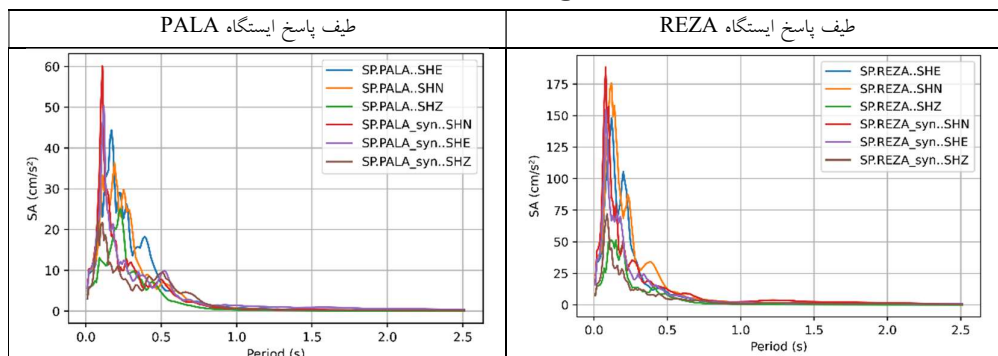 طیف پاسخ ایستگاه PALA
طیف پاسخ ایستگاه REZA
60
50
40
30
20
10
0
SA (cm/s²)
SP.PALA..SHE
SP.PALA..SHN
SP.PALA..SHZ
SP.PALA_syn..SHN
SP.PALA_syn..SHE
SP.PALA_syn..SHZ
0.0 0.5 1.0 1.5 2.0 2.5
Period (s)
175
150
125
100
75
50
25
0
SA (cm/s²)
SP.REZA..SHE
SP.REZA..SHN
SP.REZA..SHZ
SP.REZA_syn..SHN
SP.REZA_syn..SHE
SP.REZA_syn..SHZ
0.0 0.5 1.0 1.5 2.0 2.5
Period (s)